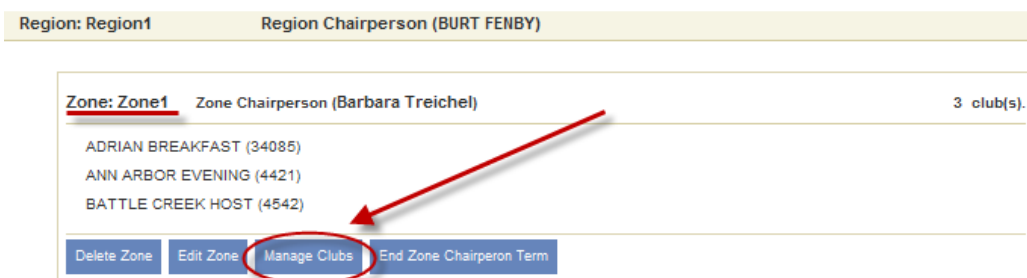 Region: Region1 Region Chairperson (BURT FENBY)
Zone: Zone1 Zone Chairperson (Barbara Treichel) 3 club(s).
ADRIAN BREAKFAST (34085)
ANN ARBOR EVENING (4421)
BATTLE CREEK HOST (4542)
Delete Zone Edit Zone Manage Clubs End Zone Chairperon Term